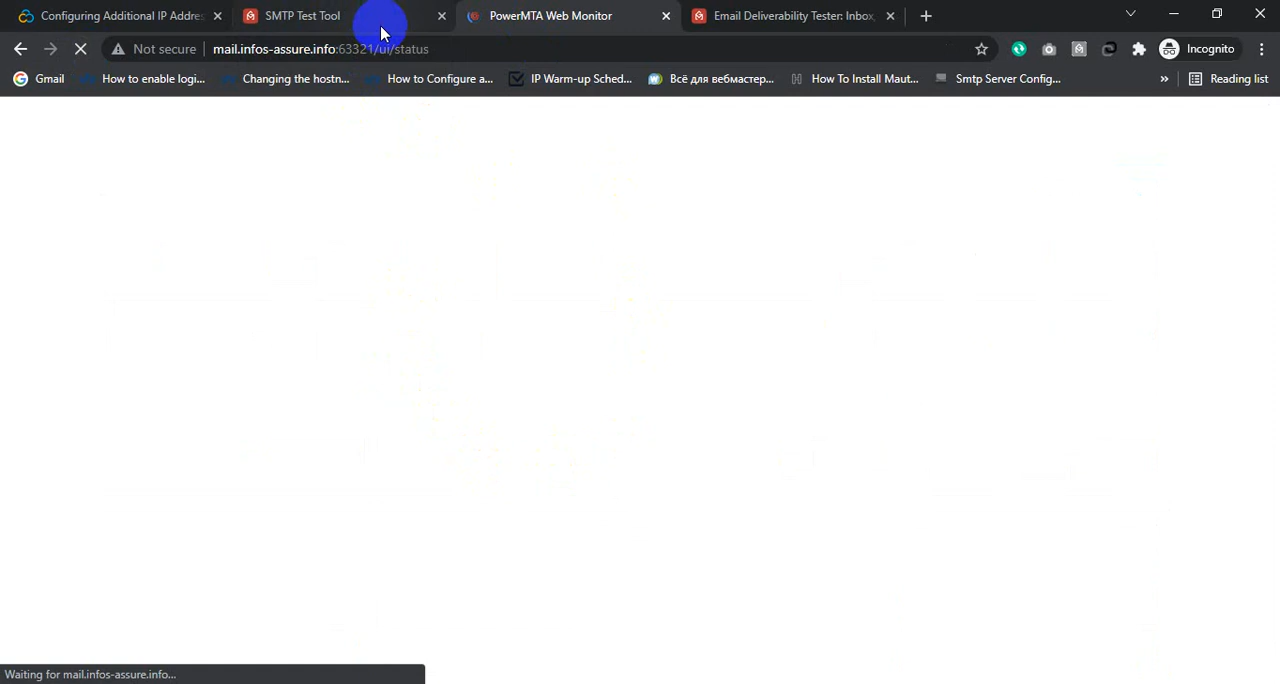 Configuring Additional IP Addres
SMTP Test Tool
PowerMTA Web Monitor
Email Deliverability Tester: Inbox,
Not secure
mail.infos-assure.info:63321/ui/status
Incognito
Gmail
How to enable logi...
Changing the hostn...
How to Configure a...
IP Warm-up Sched...
Всё для вебмастер...
How To Install Maut...
Smtp Server Config...
»
Reading list
Waiting for mail.infos-assure.info...